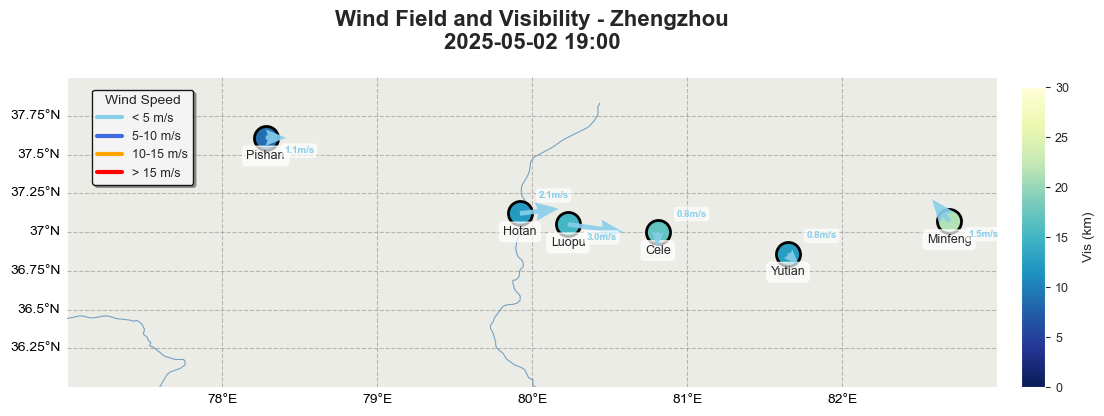 Wind Field and Visibility - Zhengzhou
2025-05-02 19:00
Wind Speed
< 5 m/s
5-10 m/s
10-15 m/s
> 15 m/s
37.75°N
37.5°N
37.25°N
37°N
36.75°N
36.5°N
36.25°N
78°E
79°E
80°E
81°E
82°E
Pishan
1.1m/s
Hotan
2.1m/s
Luopu
3.0m/s
Cele
0.8m/s
Yutian
0.8m/s
Minfeng
1.5m/s
30
25
20
15
10
5
0
Vis (km)